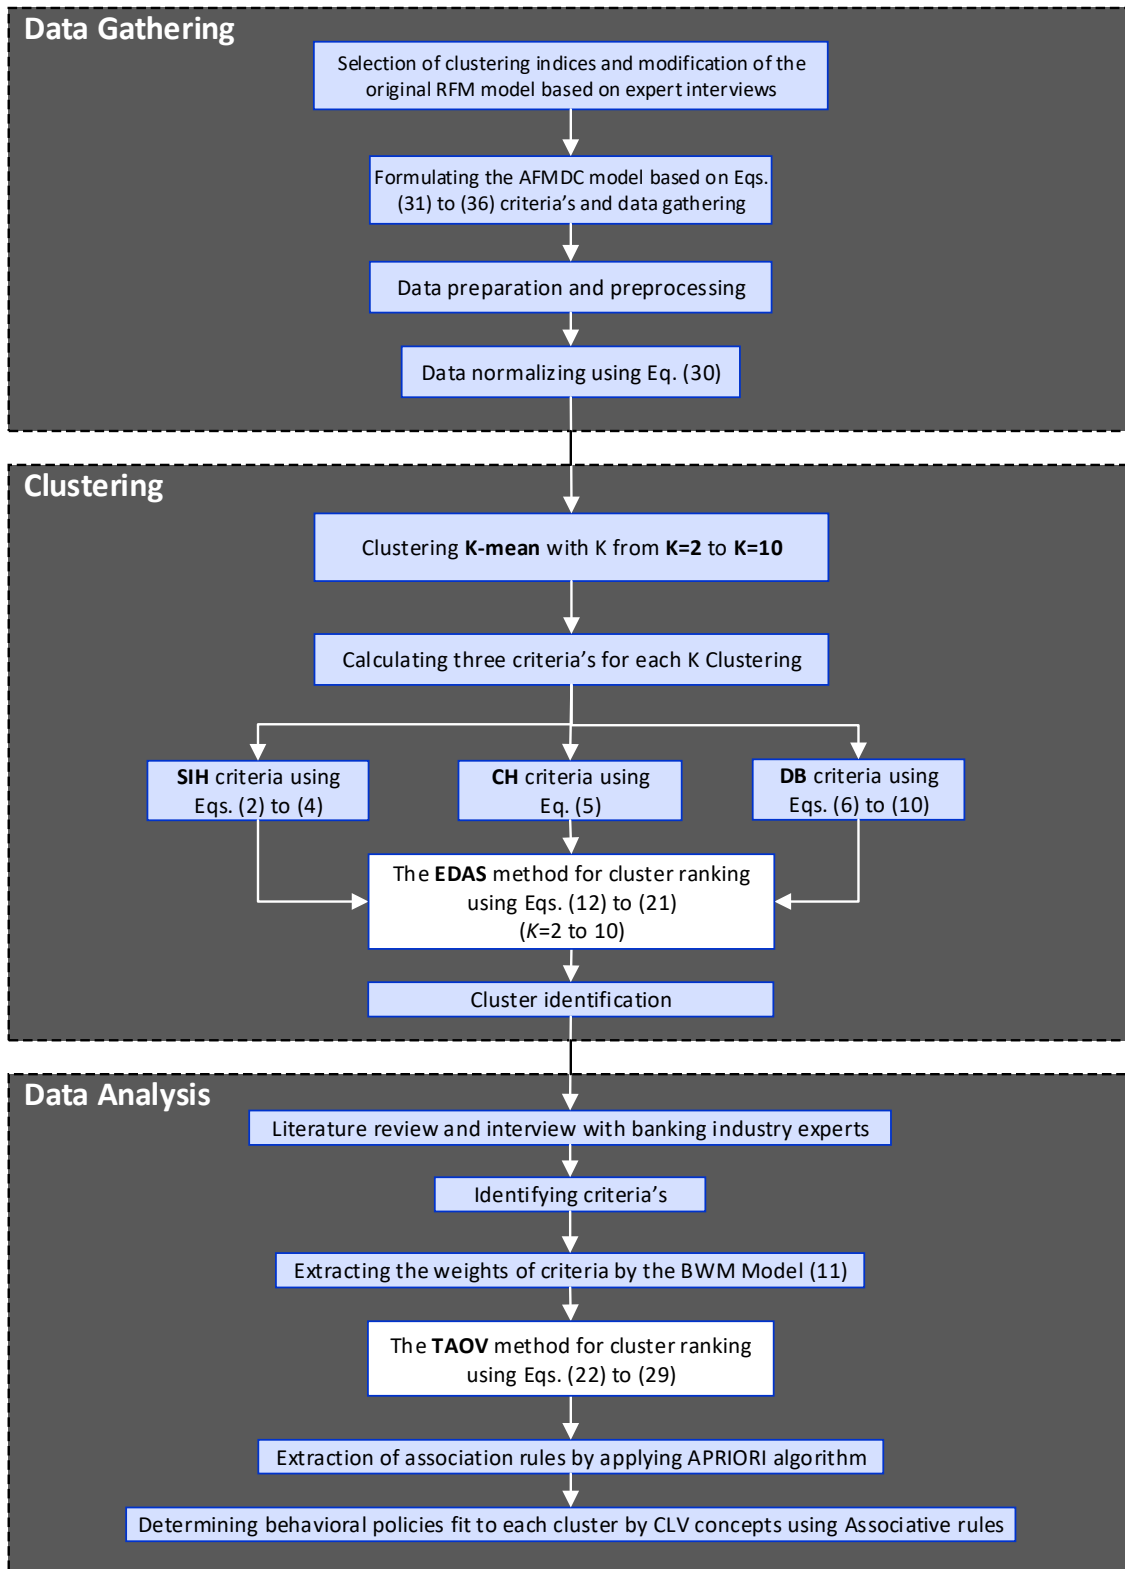 Data Gathering
Selection of clustering indices and modification of the
original RFM model based on expert interviews
Formulating the AFMDC model based on Eqs.
(31) to (36) criteria's and data gathering
Data preparation and preprocessing
Data normalizing using Eq. (30)
Clustering
Clustering K-mean with K from K=2 to K=10
Calculating three criteria's for each K Clustering
SIH criteria using
Eqs. (2) to (4)
CH criteria using
Eq. (5)
DB criteria using
Eqs. (6) to (10)
The EDAS method for cluster ranking
using Eqs. (12) to (21)
(K=2 to 10)
Cluster identification
Data Analysis
Literature review and interview with banking industry experts
Identifying criteria's
Extracting the weights of criteria by the BWM Model (11)
The TAOV method for cluster ranking
using Eqs. (22) to (29)
Extraction of association rules by applying APRIORI algorithm
Determining behavioral policies fit to each cluster by CLV concepts using Associative rules